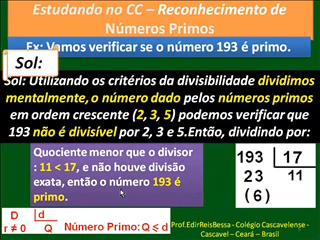 Estudando no CC – Reconhecimento de
Números Primos
Ex: Vamos verificar se o número 193 é primo.
Sol:
Sol: Utilizando os critérios da divisibilidade dividimos
mentalmente, o número dado pelos números primos
em ordem crescente (2, 3, 5) podemos verificar que
193 não é divisível por 2, 3 e 5.Então, dividindo por:
Quociente menor que o divisor
: 11 < 17, e não houve divisão
exata, então o número 193 é
primo.
193 17
23 11
(6)
D d
r ≠ 0 Q
Número Primo: Q ≤ d
Prof.EdirReisBessa - Colégio Cascavelense -
Cascavel – Ceará – Brasil